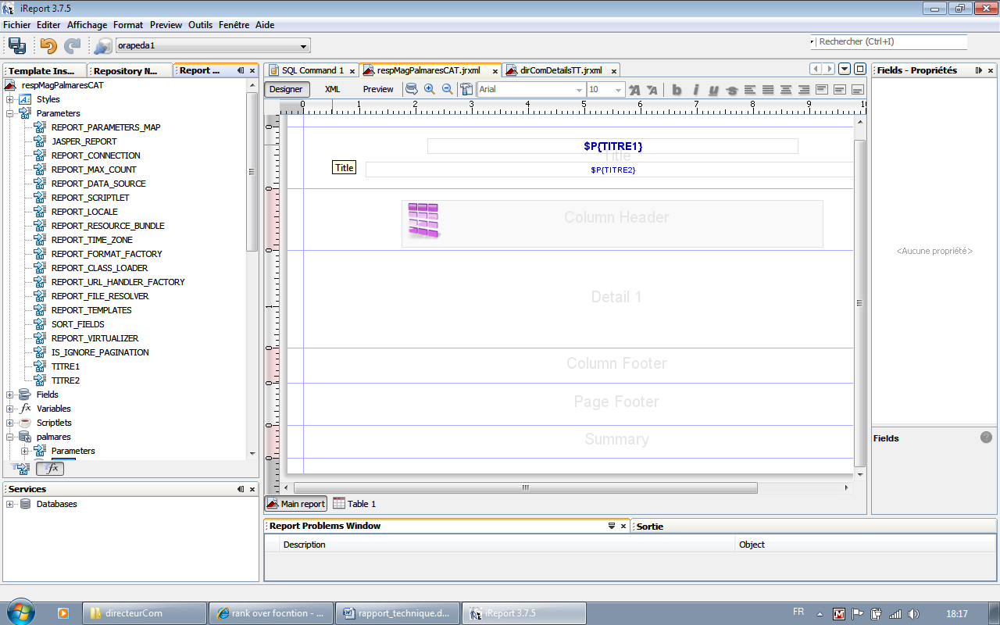 iReport 3.7.5
Fichier Editer Affichage Format Preview Outils Fenêtre Aide
orapeda1
Rechercher (Ctrl+I)
Template Ins... Repository N... Report ...
SQL Command 1 respMagPalmaresCAT.jrxml dirComDetailsTT.jrxml
Fields - Propriétés
respMagPalmaresCAT
Styles
Parameters
REPORT_PARAMETERS_MAP
JASPER_REPORT
REPORT_CONNECTION
REPORT_MAX_COUNT
REPORT_DATA_SOURCE
REPORT_SCRIPTLET
REPORT_LOCALE
REPORT_RESOURCE_BUNDLE
REPORT_TIME_ZONE
REPORT_FORMAT_FACTORY
REPORT_CLASS_LOADER
REPORT_URL_HANDLER_FACTORY
REPORT_FILE_RESOLVER
REPORT_TEMPLATES
SORT_FIELDS
REPORT_VIRTUALIZER
IS_IGNORE_PAGINATION
TITRE1
TITRE2
Fields
Variables
Scriptlets
palmares
Parameters
Services
Databases
Designer XML Preview Arial 10
0 1 2 3 4 5 6 7 8 9 10
$P{TITRE1}
Title
Title
$P{TITRE2}
Column Header
Detail 1
Column Footer
Page Footer
Summary
Main report Table 1
<Aucune propriété>
Fields
Report Problems Window
Sortie
Description Object
directeurCom
rank over focntion - ...
rapport_technique.d...
iReport 3.7.5
FR
18:17